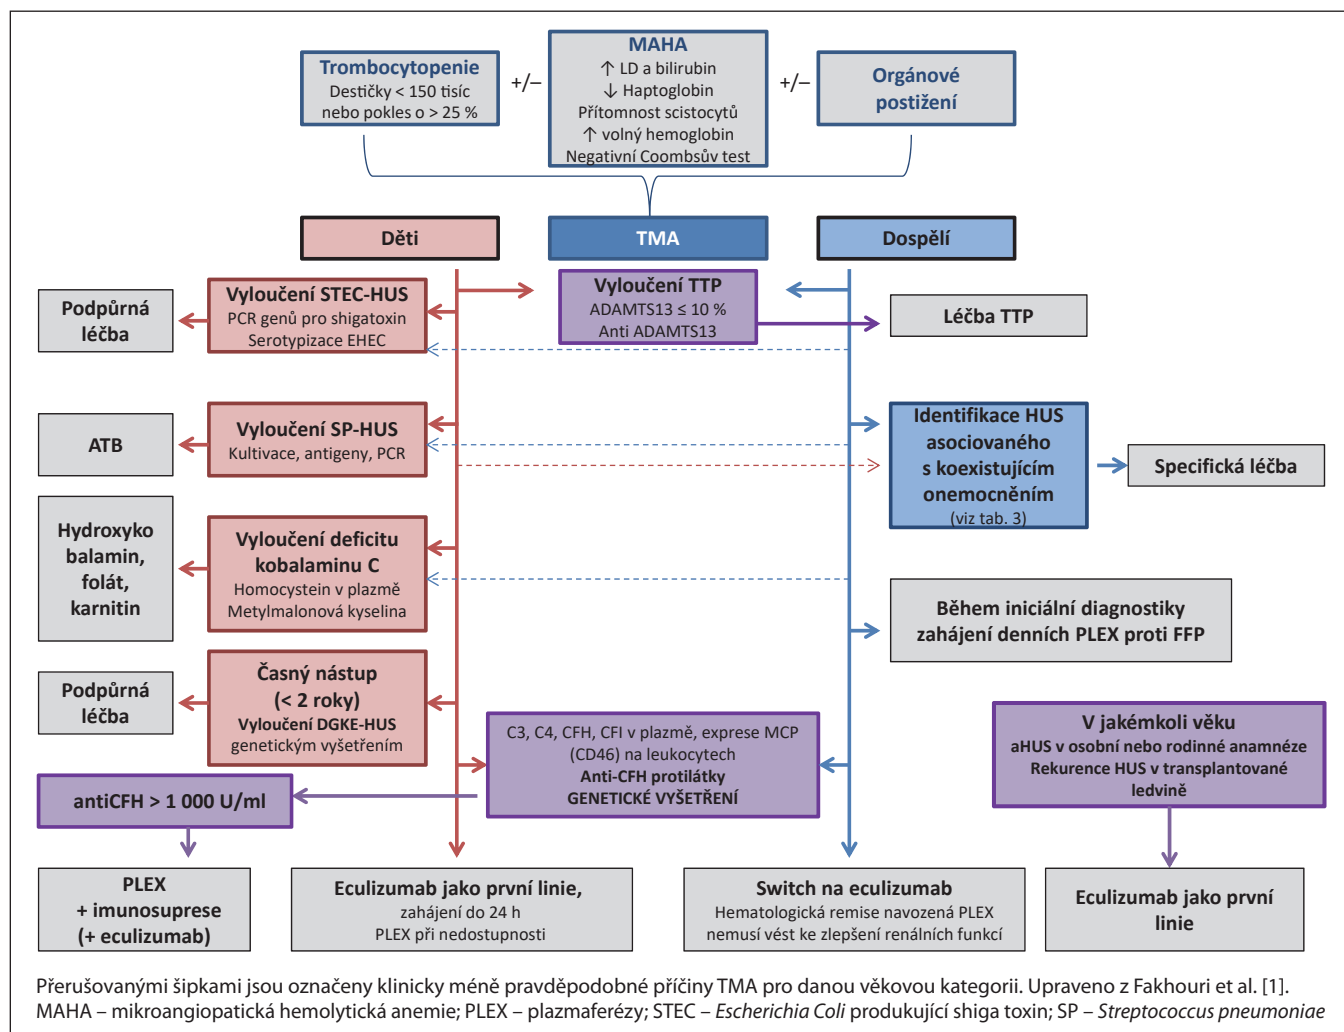 Trombocytopenie
Destičky < 150 tisíc
nebo pokles o > 25 %
+/–
MAHA
↑ LD a bilirubin
↓ Haptoglobin
Přítomnost scistocytů
↑ volný hemoglobin
Negativní Coombsův test
+/–
Orgánové
postižení
Děti
TMA
Dospělí
Podpůrná
léčba
Vyloučení STEC-HUS
PCR genů pro shigatoxin
Serotypizace EHEC
Vyloučení TTP
ADAMTS13 ≤ 10 %
Anti ADAMTS13
Léčba TTP
ATB
Vyloučení SP-HUS
Kultivace, antigeny, PCR
Identifikace HUS
asociovaného
s koexistujícím
onemocněním
(viz tab. 3)
Specifická léčba
Hydroxyko
balamin,
folát,
karnitin
Vyloučení deficitu
kobalaminu C
Homocystein v plazmě
Metylmalonová kyselina
Během iniciální diagnostiky
zahájení denních PLEX proti FFP
Podpůrná
léčba
Časný nástup
(< 2 roky)
Vyloučení DGKE-HUS
genetickým vyšetřením
C3, C4, CFH, CFI v plazmě, exprese MCP
(CD46) na leukocytech
Anti-CFH protilátky
GENETICKÉ VYŠETŘENÍ
V jakémkoli věku
aHUS v osobní nebo rodinné anamnéze
Rekurence HUS v transplantované
ledvině
antiCFH > 1 000 U/ml
PLEX
+ imunosuprese
(+ eculizumab)
Eculizumab jako první linie,
zahájení do 24 h
PLEX při nedostupnosti
Switch na eculizumab
Hematologická remise navozená PLEX
nemusí vést ke zlepšení renálních funkcí
Eculizumab jako první
linie
Přerušovanými šipkami jsou označeny klinicky méně pravděpodobné příčiny TMA pro danou věkovou kategorii. Upraveno z Fakhouri et al. [1].
MAHA – mikroangiopatická hemolytická anemie; PLEX – plazmaferézy; STEC – Escherichia Coli produkující shiga toxin; SP – Streptococcus pneumoniae